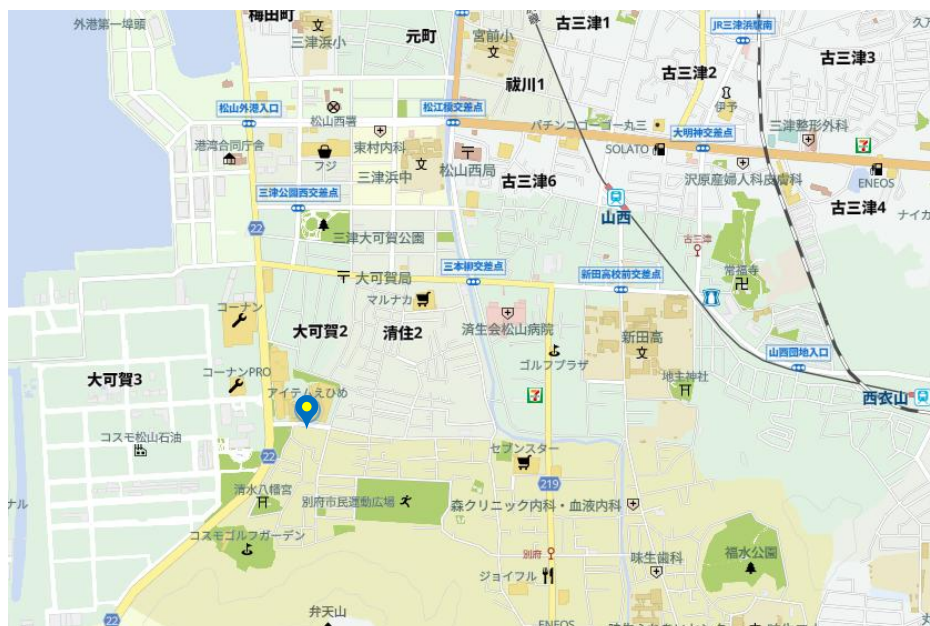 外港第一埠頭
梅田町
三津浜小
元町
宮前小
古三津1
JR三津浜駅南
古三津3
古三津2
祓川1
伊予
松山外港入口
松山西署
松江橋交差点
パチンコゴーゴー丸三
大明神交差点
三津整形外科
港湾合同庁舎
フジ
東村内科
松山西局
SOLATO
三津浜中
古三津6
沢原産婦人科皮膚科
ENEOS
三津公園西交差点
古三津4
ナイカ
山西
22
三津大可賀公園
古三津
常福寺
大可賀局
三本柳交差点
新田高校前交差点
マルナカ
コーナン
大可賀2
清住2
済生会松山病院
新田高
ゴルフプラザ
山西団地入口
大可賀3
コーナンPRO
アイテムえひめ
地主神社
西衣山
コスモ松山石油
22
セブンスター
219
清水八幡宮
別府市民運動広場
森クリニック内科・血液内科
ナル
コスモゴルフガーデン
別府
味生歯科
福水公園
ジョイフル
弁天山
22
ENEOS